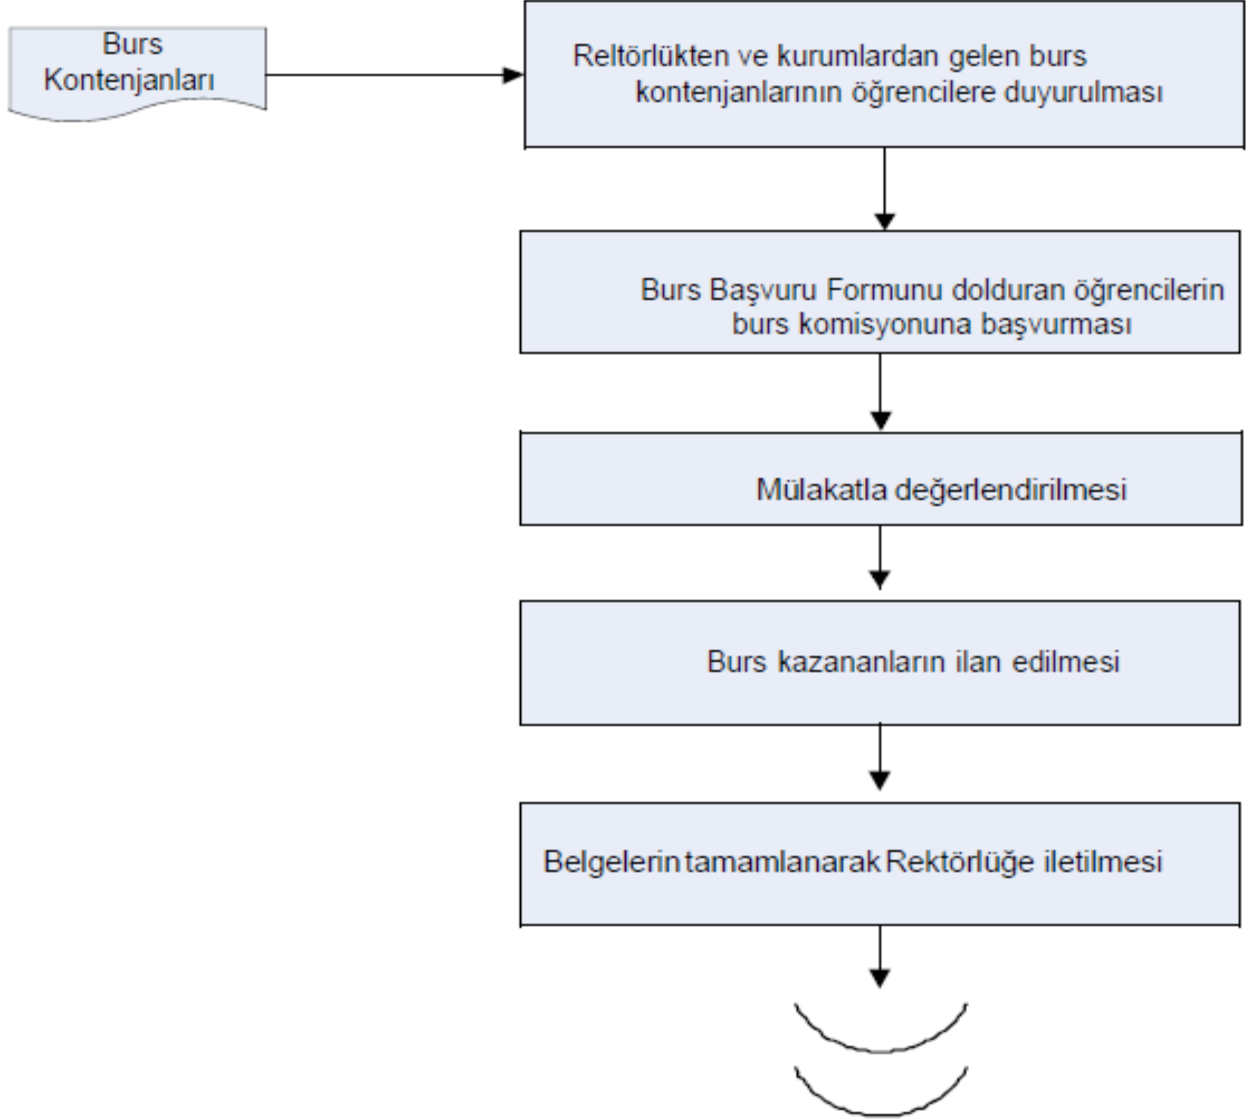 Burs
Kontenjanları
Reltörlükten ve kurumlardan gelen burs
kontenjanlarının öğrencilere duyurulması
Burs Başvuru Formunu dolduran öğrencilerin
burs komisyonuna başvurması
Mülakatla değerlendirilmesi
Burs kazananların ilan edilmesi
Belgelerin tamamlanarak Rektörlüğe iletilmesi